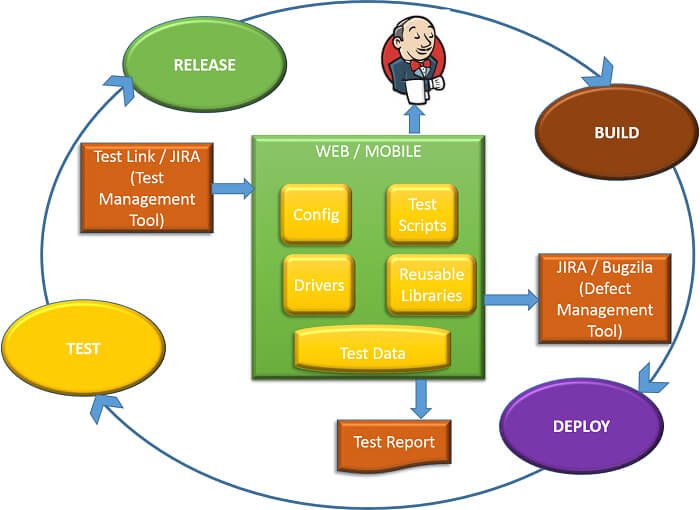 RELEASE
BUILD
Test Link / JIRA
(Test
Management
Tool)
WEB / MOBILE
Config
Test
Scripts
Drivers
Reusable
Libraries
Test Data
JIRA / Bugzila
(Defect
Management
Tool)
TEST
DEPLOY
Test Report